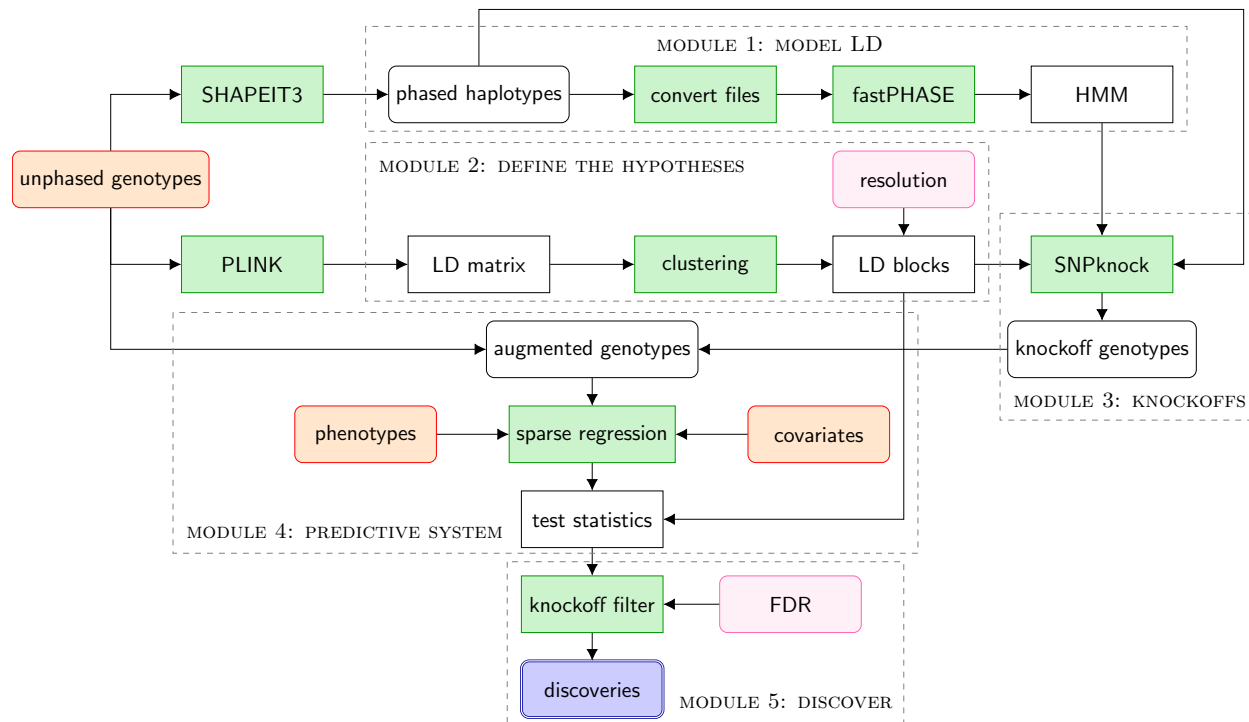 MODULE 1: MODEL LD
SHAPEIT3
phased haplotypes
convert files
fastPHASE
HMM
unphased genotypes
MODULE 2: DEFINE THE HYPOTHESES
resolution
PLINK
LD matrix
clustering
LD blocks
SNPknock
augmented genotypes
knockoff genotypes
MODULE 3: KNOCKOFFS
phenotypes
sparse regression
covariates
test statistics
MODULE 4: PREDICTIVE SYSTEM
knockoff filter
FDR
discoveries
MODULE 5: DISCOVER